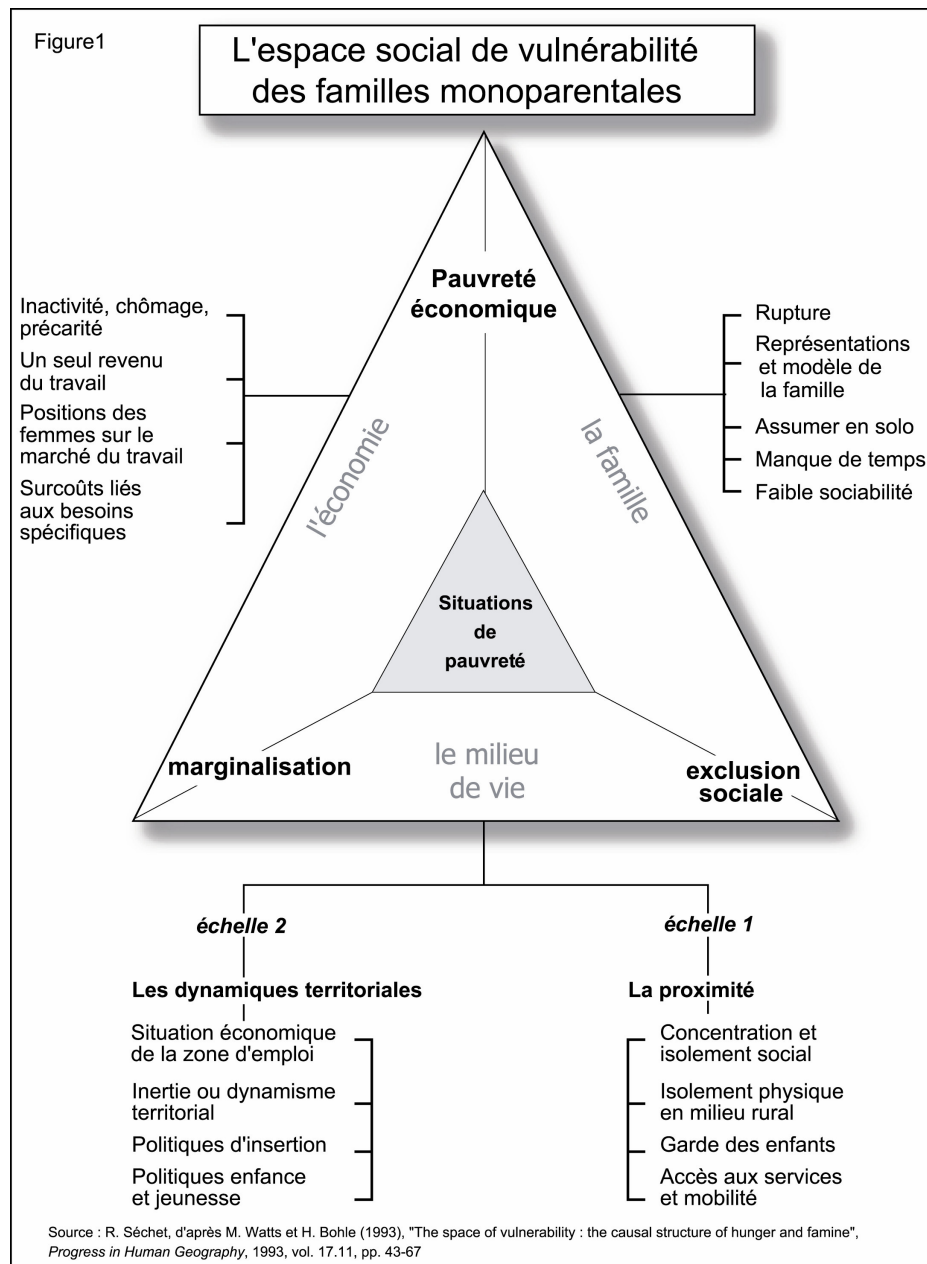 Figure1
L'espace social de vulnérabilité
des familles monoparentales
Pauvreté
économique
Inactivité, chômage,
précarité
Un seul revenu
du travail
Positions des
femmes sur le
marché du travail
Surcoûts liés
aux besoins
spécifiques
l'économie
la famille
Rupture
Représentations
et modèle de
la famille
Assumer en solo
Manque de temps
Faible sociabilité
Situations
de
pauvreté
marginalisation
le milieu
de vie
exclusion
sociale
échelle 2
Les dynamiques territoriales
Situation économique
de la zone d'emploi
Inertie ou dynamisme
territorial
Politiques d'insertion
Politiques enfance
et jeunesse
échelle 1
La proximité
Concentration et
isolement social
Isolement physique
en milieu rural
Garde des enfants
Accès aux services
et mobilité
Source : R. Séchet, d'après M. Watts et H. Bohle (1993), "The space of vulnerability : the causal structure of hunger and famine",
Progress in Human Geography, 1993, vol. 17.11, pp. 43-67